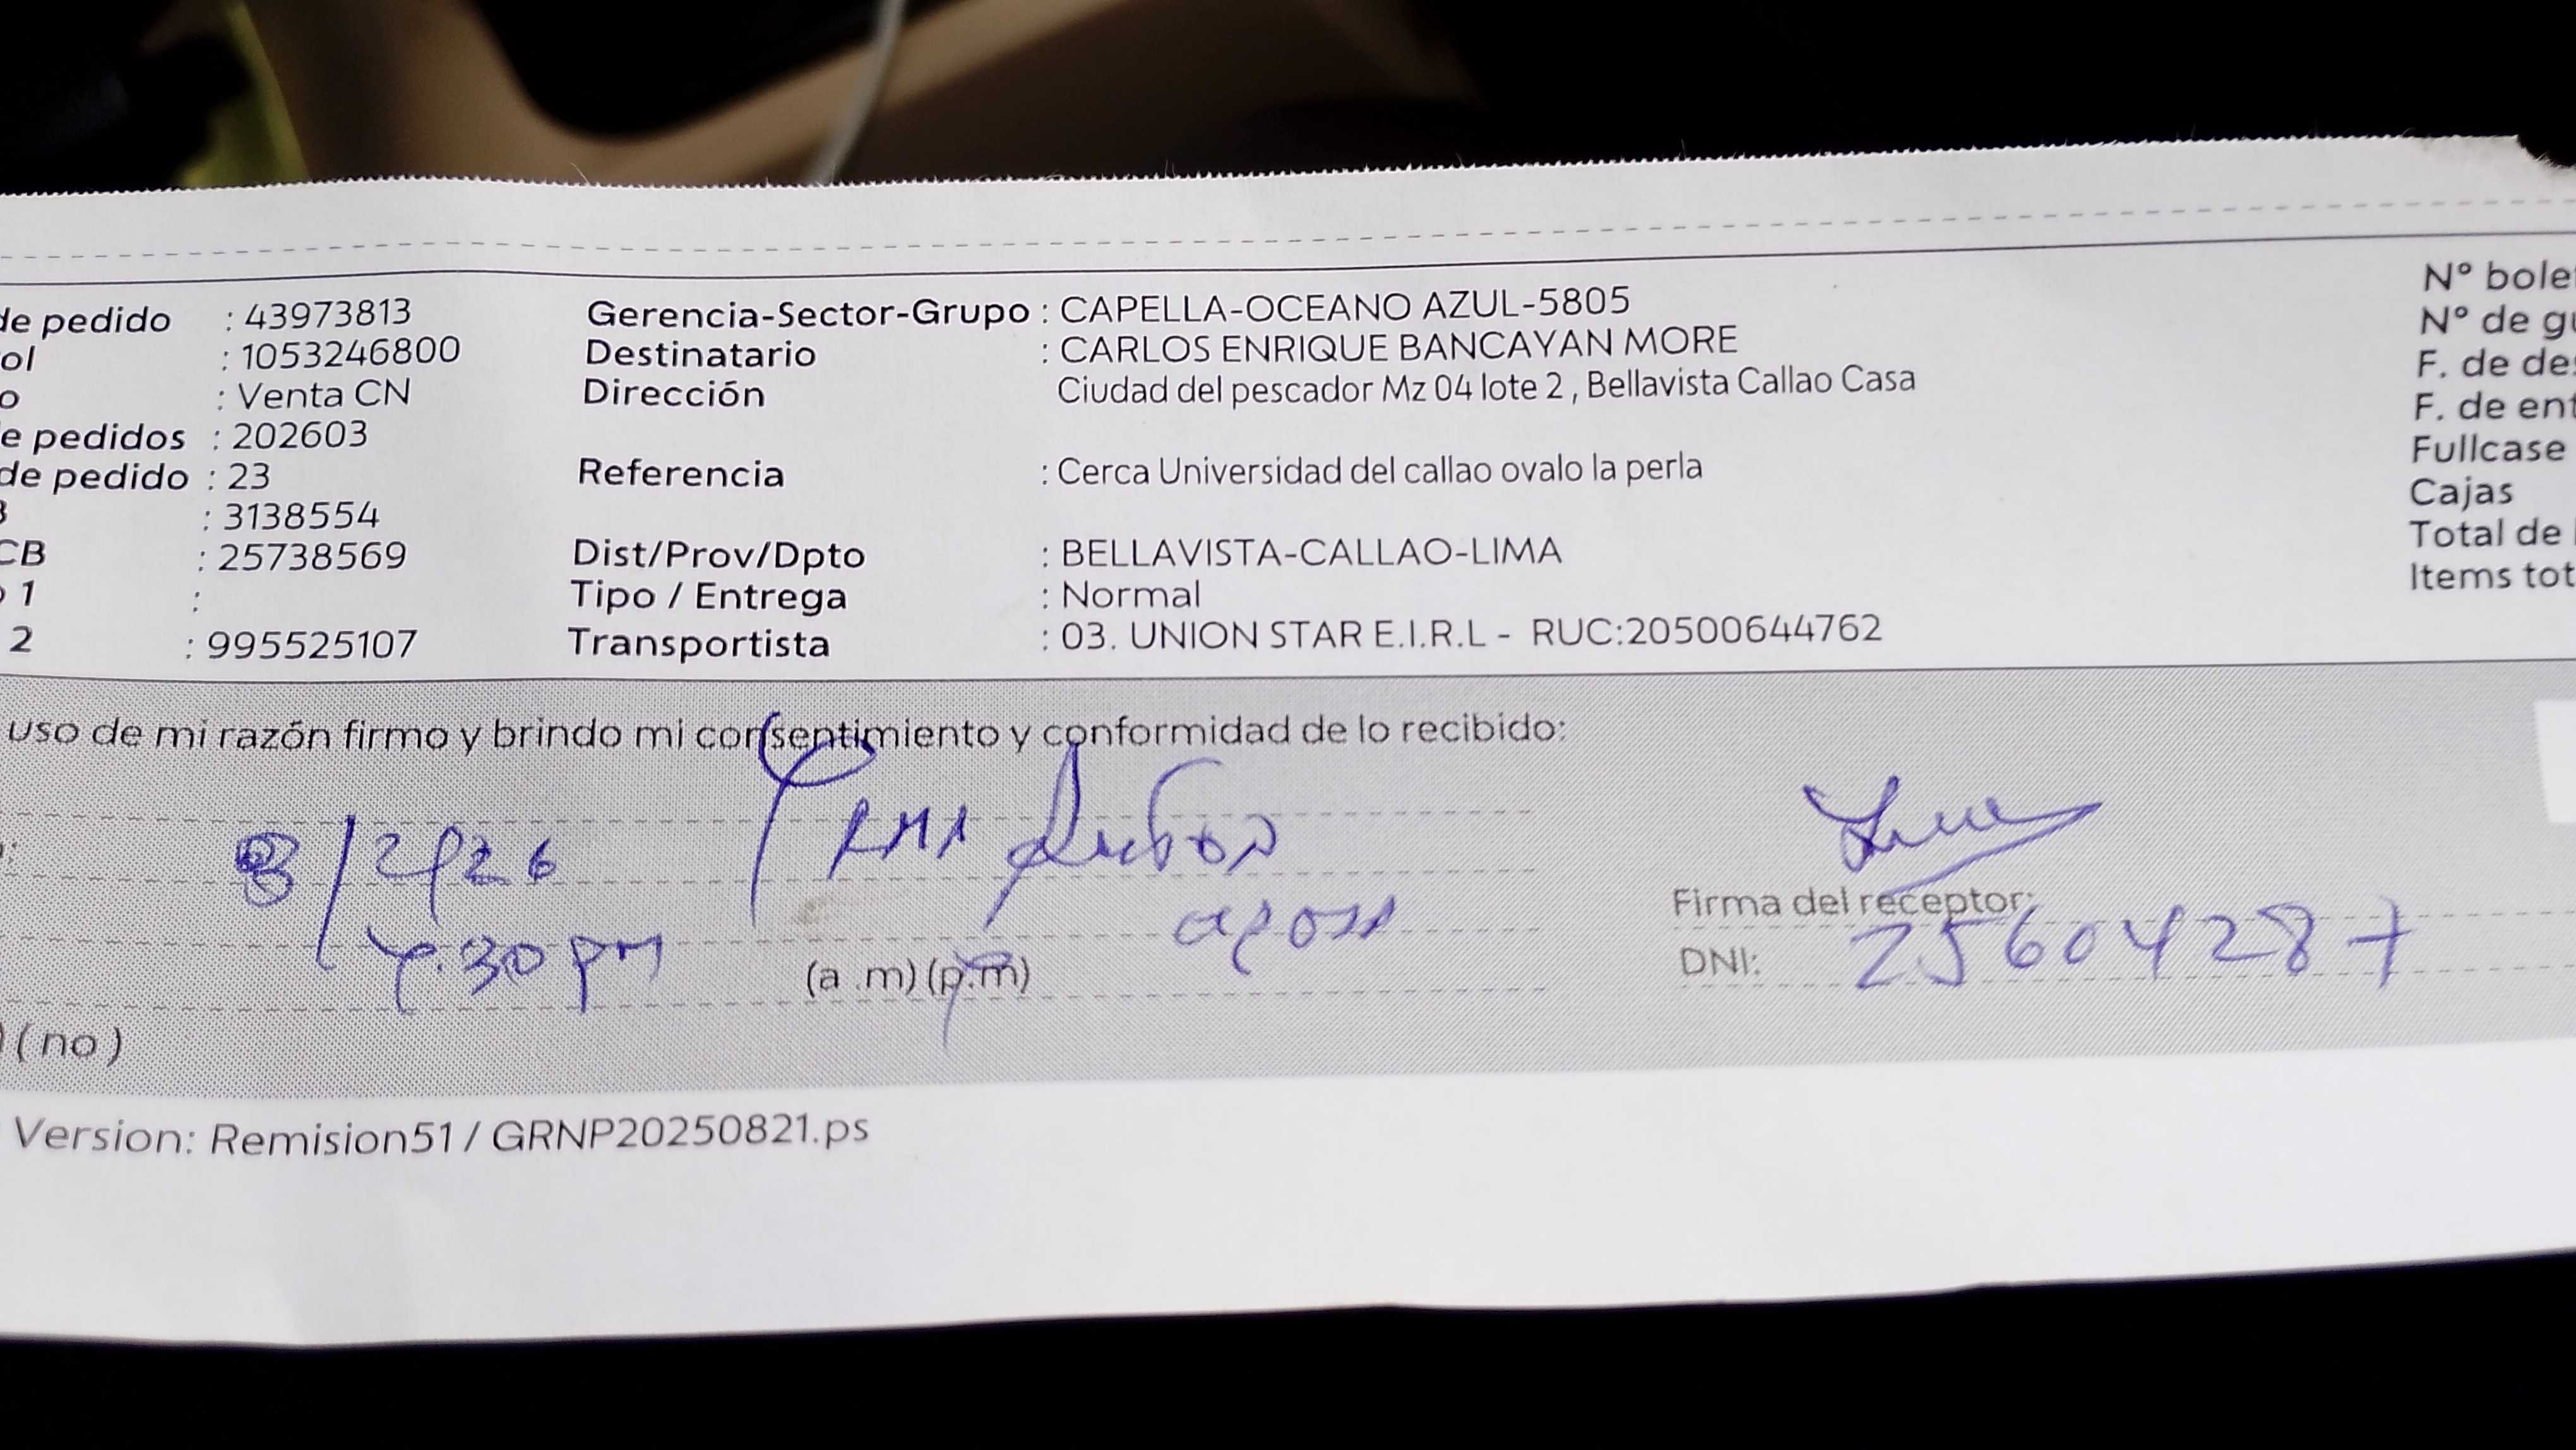 de pedido : 43973813
ol : 1053246800
o : Venta CN
e pedidos : 202603
de pedido : 23
: 3138554
CB : 25738569
1 :
2 : 995525107
Gerencia-Sector-Grupo : CAPELLA-OCEANO AZUL-5805
Destinatario : CARLOS ENRIQUE BANCAYAN MORE
Dirección Ciudad del pescador Mz 04 lote 2 , Bellavista Callao Casa
Referencia : Cerca Universidad del callao ovalo la perla
Dist/Prov/Dpto : BELLAVISTA-CALLAO-LIMA
Tipo / Entrega : Normal
Transportista : 03. UNION STAR E.I.R.L - RUC:20500644762
N° bole
N° de gu
F. de des
F. de ent
Fullcase
Cajas
Total de
Items tot
uso de mi razón firmo y brindo mi consentimiento y conformidad de lo recibido:
4:30 pm
(a .m) (p.m)
Firma del receptor:
DNI: 25604287
) ( no )
Version: Remision51 / GRNP20250821.ps